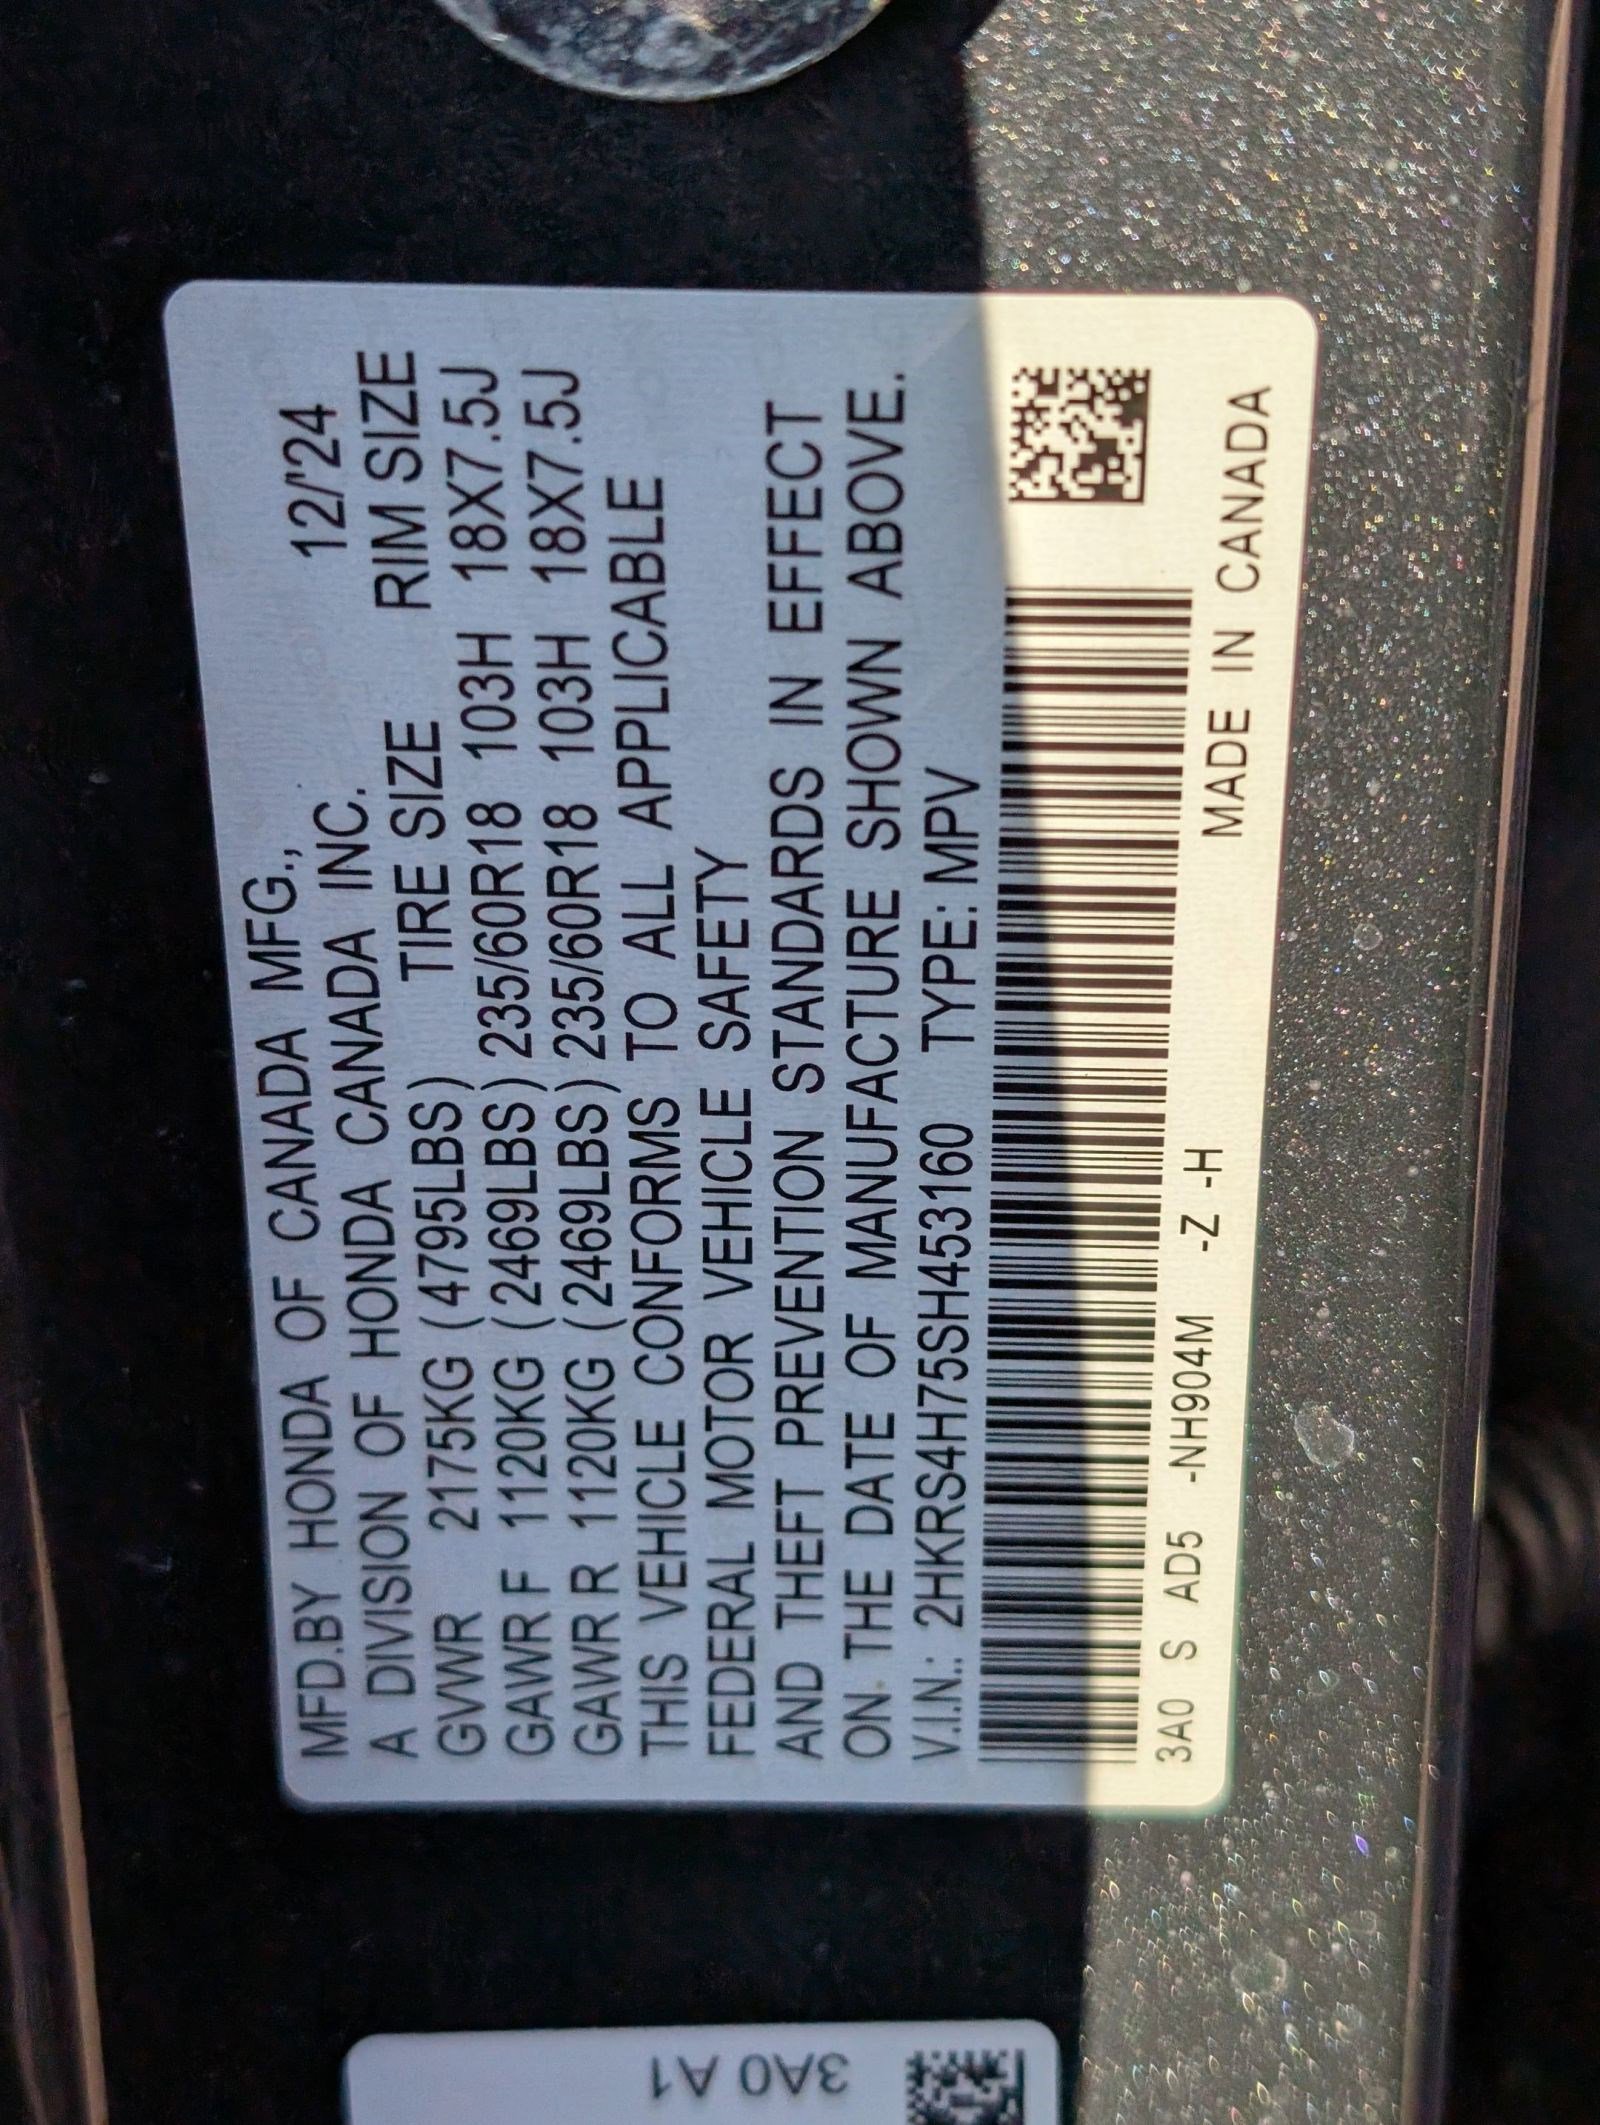 MFD.BY HONDA OF CANADA MFG., 12/'24
A DIVISION OF HONDA CANADA INC.
GVWR 2175KG (4795LBS) TIRE SIZE RIM SIZE
GAWR F 1120KG (2469LBS) 235/60R18 103H 18X7.5J
GAWR R 1120KG (2469LBS) 235/60R18 103H 18X7.5J
THIS VEHICLE CONFORMS TO ALL APPLICABLE
FEDERAL MOTOR VEHICLE SAFETY
AND THEFT PREVENTION STANDARDS IN EFFECT
ON THE DATE OF MANUFACTURE SHOWN ABOVE.
V.I.N.: 2HKRS4H75SH453160 TYPE: MPV
3A0 S AD5 -NH904M -Z -H MADE IN CANADA
3A0 A1